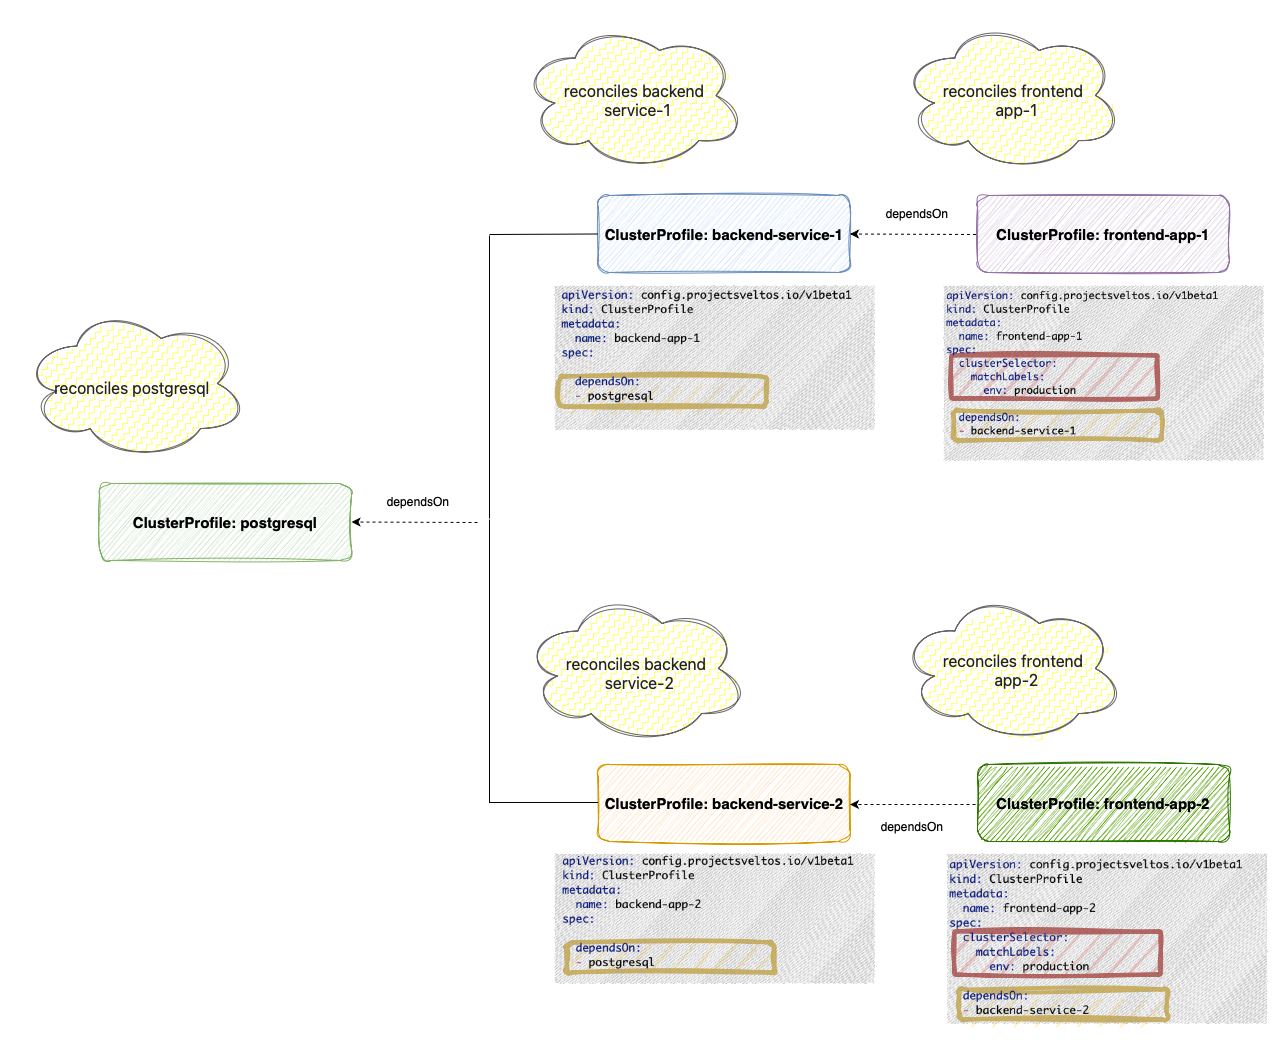 reconciles backend
service-1
reconciles frontend
app-1
ClusterProfile: backend-service-1
dependsOn
ClusterProfile: frontend-app-1
apiVersion: config.projectsveltos.io/v1beta1
kind: ClusterProfile
metadata:
  name: backend-app-1
spec:
  dependsOn:
  - postgresql
apiVersion: config.projectsveltos.io/v1beta1
kind: ClusterProfile
metadata:
  name: frontend-app-1
spec:
  clusterSelector:
    matchLabels:
      env: production
  dependsOn:
  - backend-service-1
reconciles postgresql
ClusterProfile: postgresql
dependsOn
reconciles backend
service-2
reconciles frontend
app-2
ClusterProfile: backend-service-2
dependsOn
ClusterProfile: frontend-app-2
apiVersion: config.projectsveltos.io/v1beta1
kind: ClusterProfile
metadata:
  name: backend-app-2
spec:
  dependsOn:
  - postgresql
apiVersion: config.projectsveltos.io/v1beta1
kind: ClusterProfile
metadata:
  name: frontend-app-2
spec:
  clusterSelector:
    matchLabels:
      env: production
  dependsOn:
  - backend-service-2